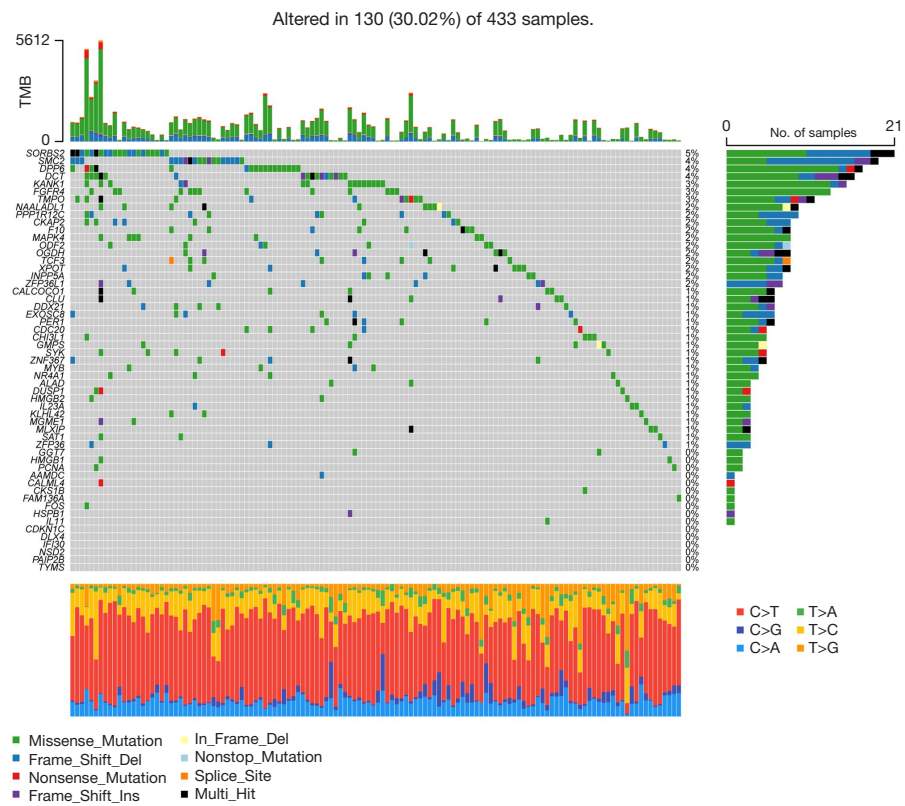 Altered in 130 (30.02%) of 433 samples.
5612
TMB
0
0 No. of samples 21
SORBS2 5%
SMC2 4%
DPP6 4%
DCT 4%
KANK1 3%
FGFR4 3%
TMPO 3%
NAALADL1 2%
PPP1R12C 2%
CKAP2 2%
F10 2%
MAPK4 2%
ODF2 2%
OGDH 2%
TCF3 2%
XPOT 2%
INPP5A 2%
ZFP36L1 2%
CALCOCO1 1%
CLU 1%
DDX21 1%
EXOSC8 1%
PER1 1%
CDC20 1%
CHI3L1 1%
GMPS 1%
SYK 1%
ZNF367 1%
MYB 1%
NR4A1 1%
ALAD 1%
DUSP1 1%
HMGB2 1%
IL23A 1%
KLHL42 1%
MGME1 1%
MLXIP 1%
SAT1 1%
ZFP36 1%
GGT7 0%
HMGB1 0%
PCNA 0%
AAMDC 0%
CALML4 0%
CKS1B 0%
FAM136A 0%
FOS 0%
HSPB1 0%
IL11 0%
CDKN1C 0%
DLX4 0%
IFI30 0%
NSD2 0%
PAIP2B 0%
TYMS 0%
C>T T>A
C>G T>C
C>A T>G
Missense_Mutation In_Frame_Del
Frame_Shift_Del Nonstop_Mutation
Nonsense_Mutation Splice_Site
Frame_Shift_Ins Multi_Hit